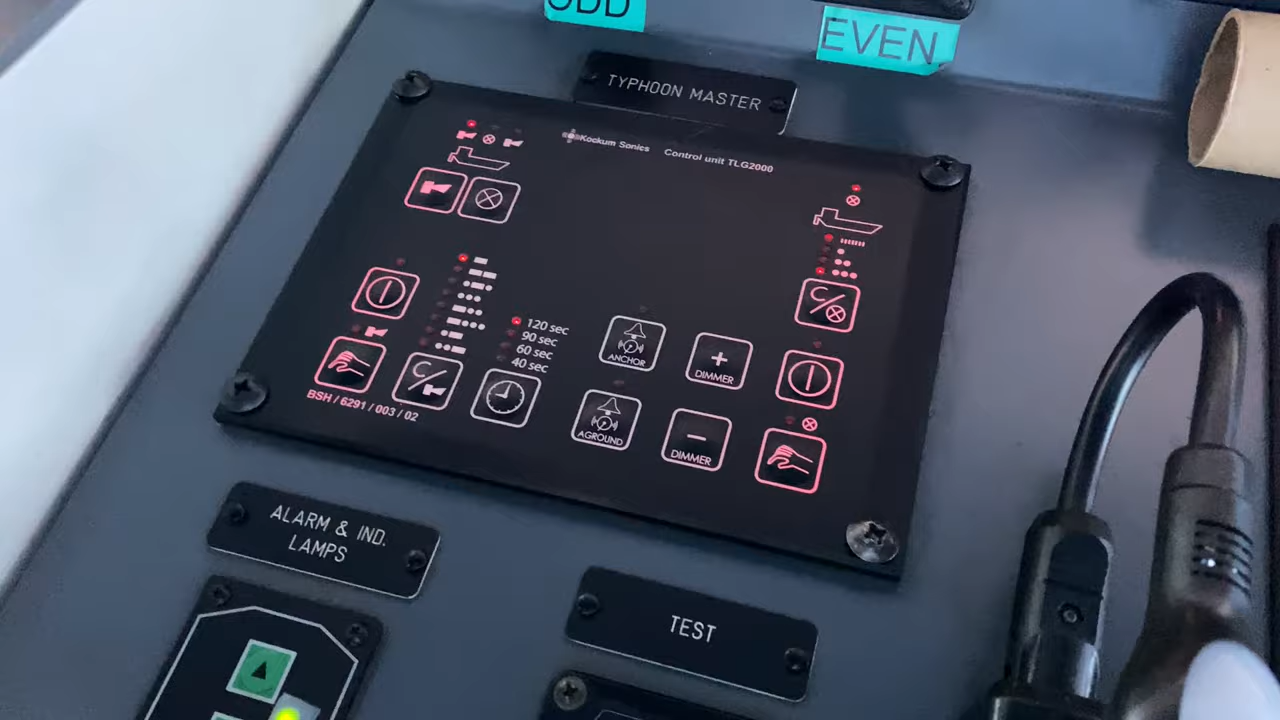 ODD
EVEN
TYPHOON MASTER
Kockum Sonics Control unit TLG2000
120 sec
90 sec
60 sec
40 sec
ANCHOR
DIMMER
AGROUND
DIMMER
BSH / 6291 / 003 / 02
ALARM & IND.
LAMPS
TEST